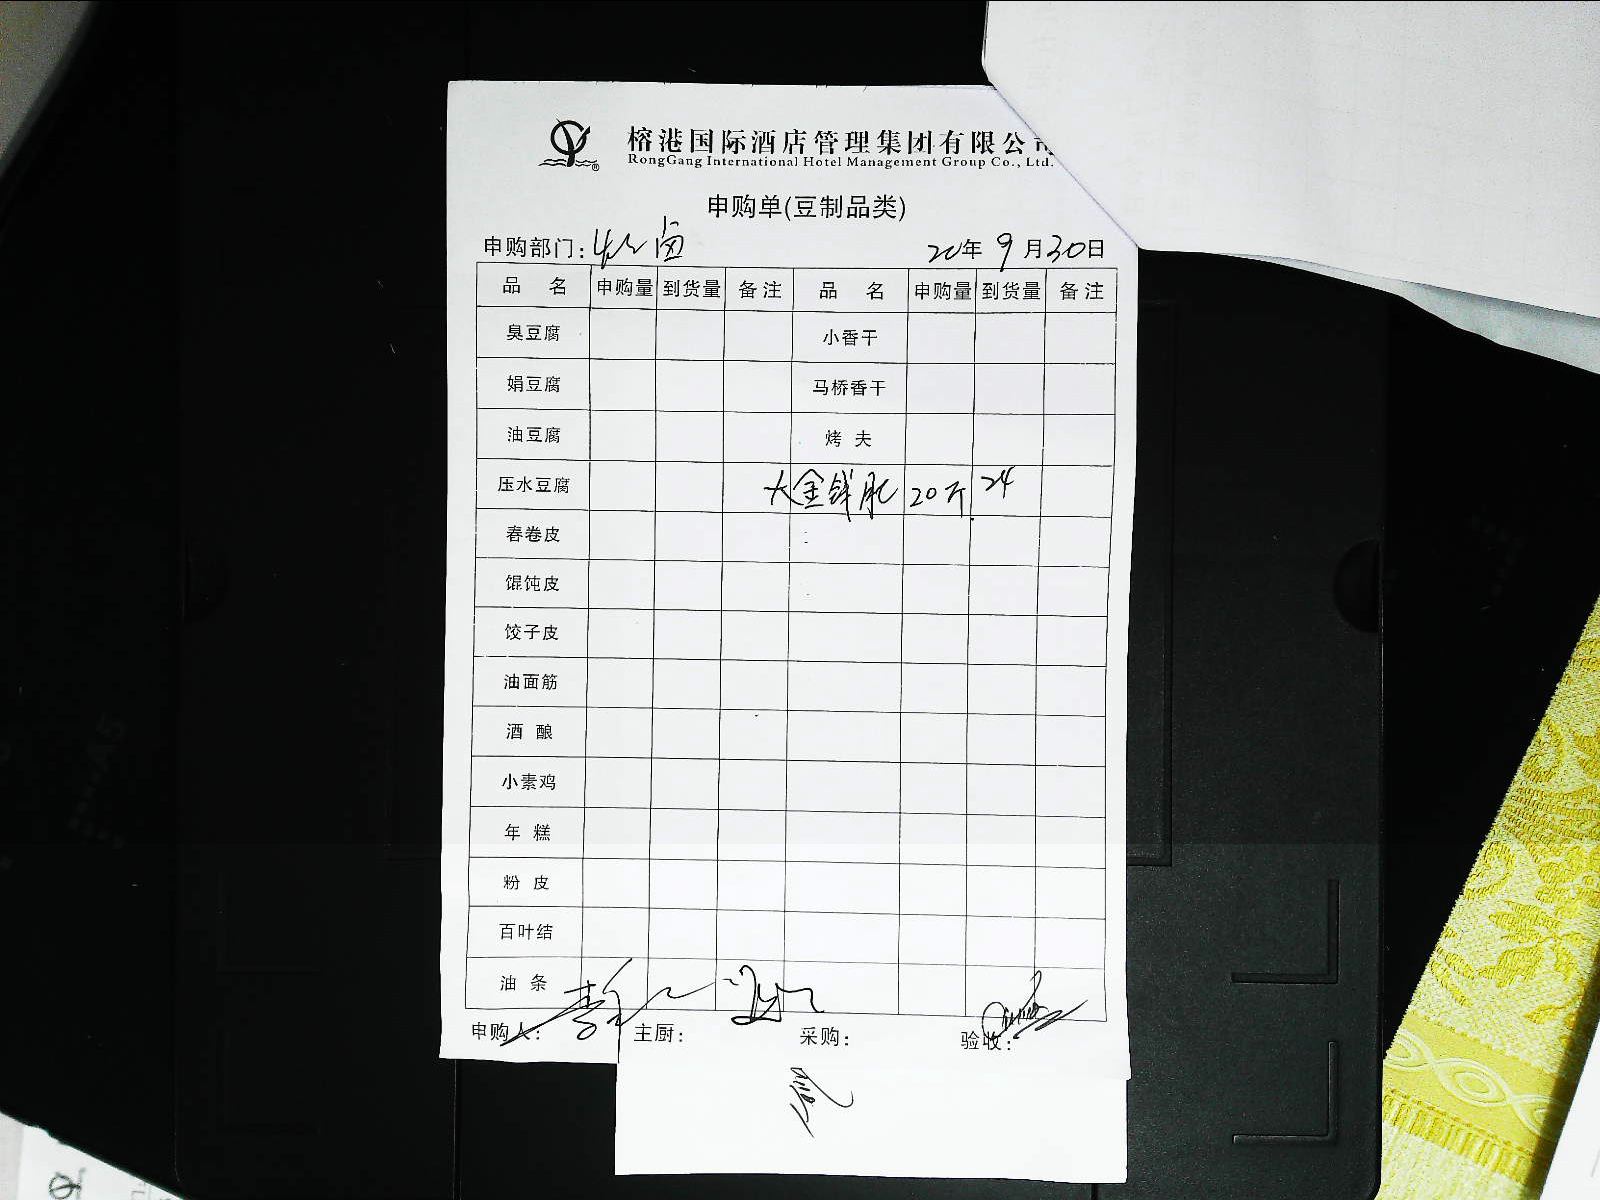 榕港国际酒店管理集团有限公司
RongGang International Hotel Management Group Co., Ltd.
申购单(豆制品类)
申购部门: 卤 20年 9月30日
品 名 申购量 到货量 备注 品 名 申购量 到货量 备注
臭豆腐 小香干
娟豆腐 马桥香干
油豆腐 烤 夫
压水豆腐 大金钱肚 20斤 24
春卷皮
馄饨皮
饺子皮
油面筋
酒 酿
小素鸡
年 糕
粉 皮
百叶结
油 条
申购人: 主厨: 采购: 验收: